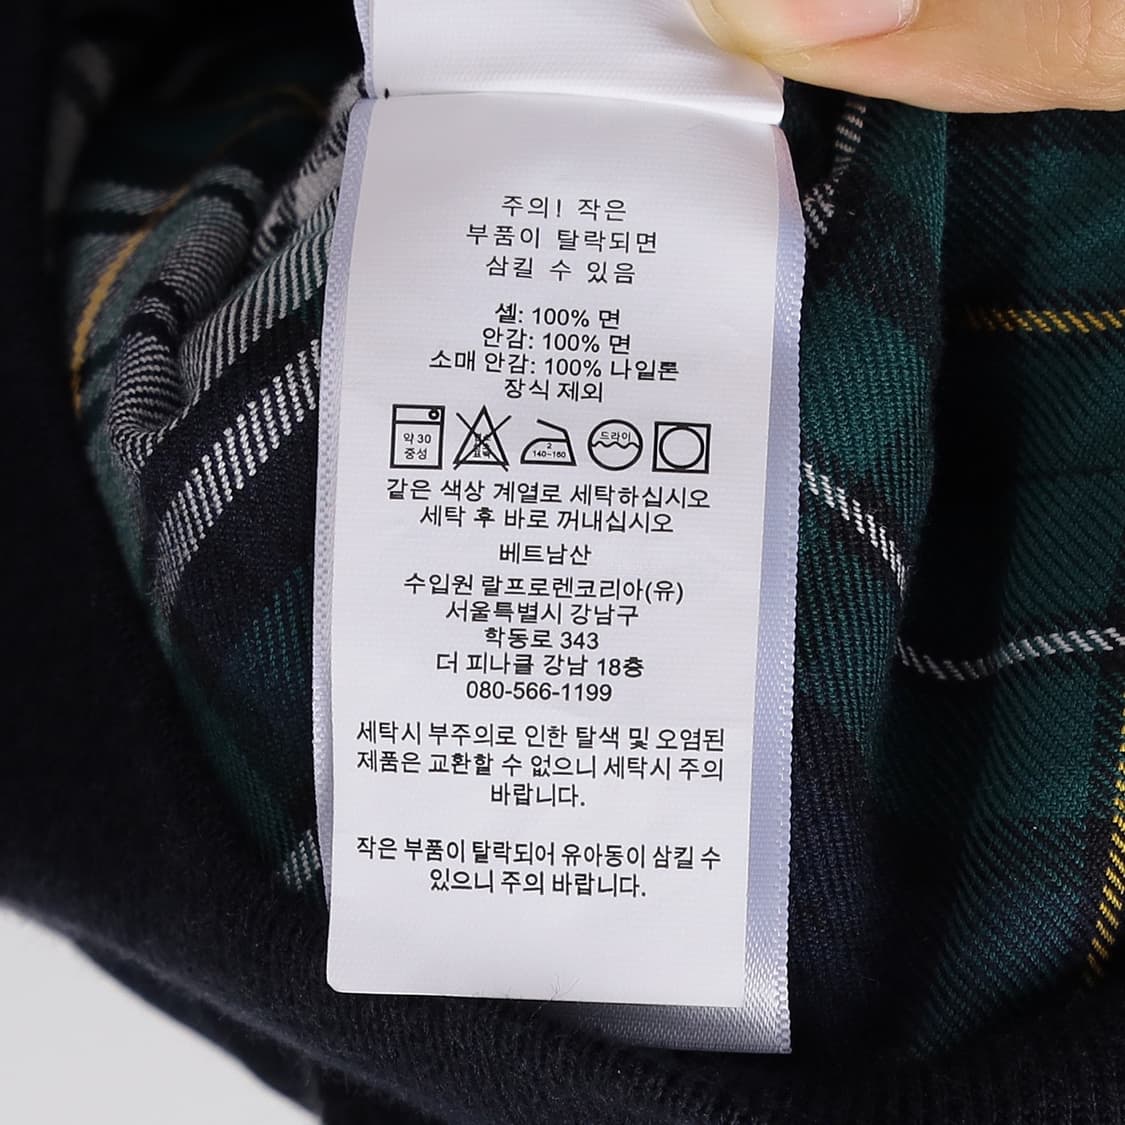 주의! 작은
부품이 탈락되면
삼킬 수 있음
셸: 100% 면
안감: 100% 면
소매 안감: 100% 나일론
장식 제외
약 30
중성
표백
2
140~160
드라이
같은 색상 계열로 세탁하십시오
세탁 후 바로 꺼내십시오
베트남산
수입원 랄프로렌코리아(유)
서울특별시 강남구
학동로 343
더 피나클 강남 18층
080-566-1199
세탁시 부주의로 인한 탈색 및 오염된
제품은 교환할 수 없으니 세탁시 주의
바랍니다.
작은 부품이 탈락되어 유아동이 삼킬 수
있으니 주의 바랍니다.